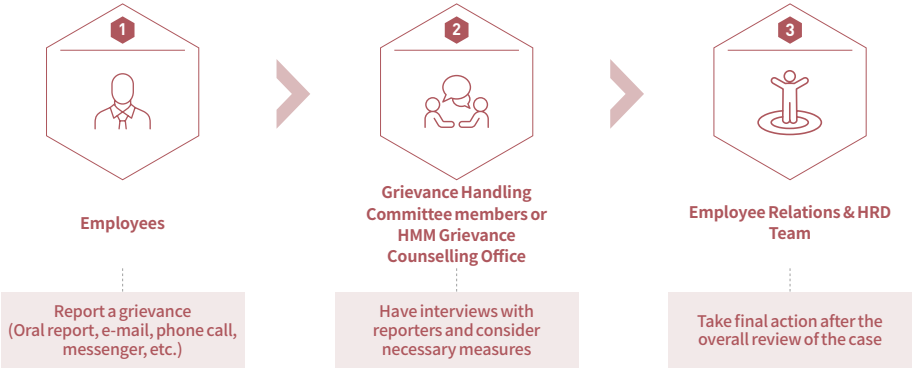 1
Employees
Report a grievance
(Oral report, e-mail, phone call,
messenger, etc.)
2
Grievance Handling
Committee members or
HMM Grievance
Counselling Office
Have interviews with
reporters and consider
necessary measures
3
Employee Relations & HRD
Team
Take final action after the
overall review of the case